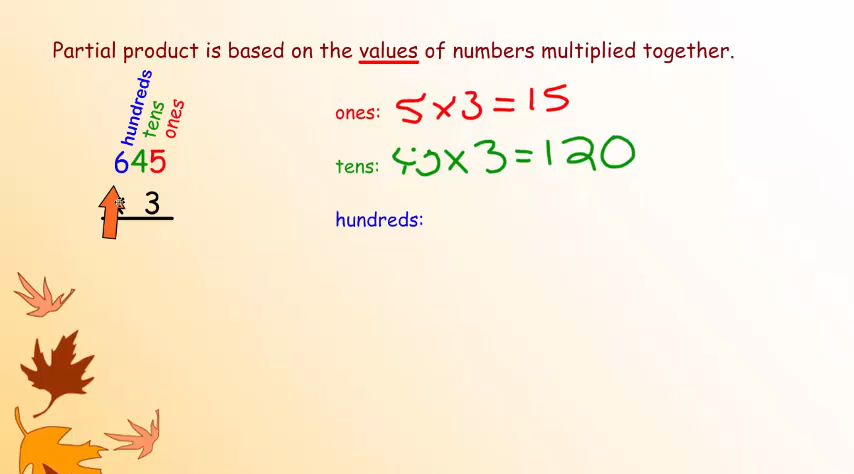 Partial product is based on the values of numbers multiplied together.
hundreds
tens
ones
645
3
ones: 5x3=15
tens: 40x3=120
hundreds: